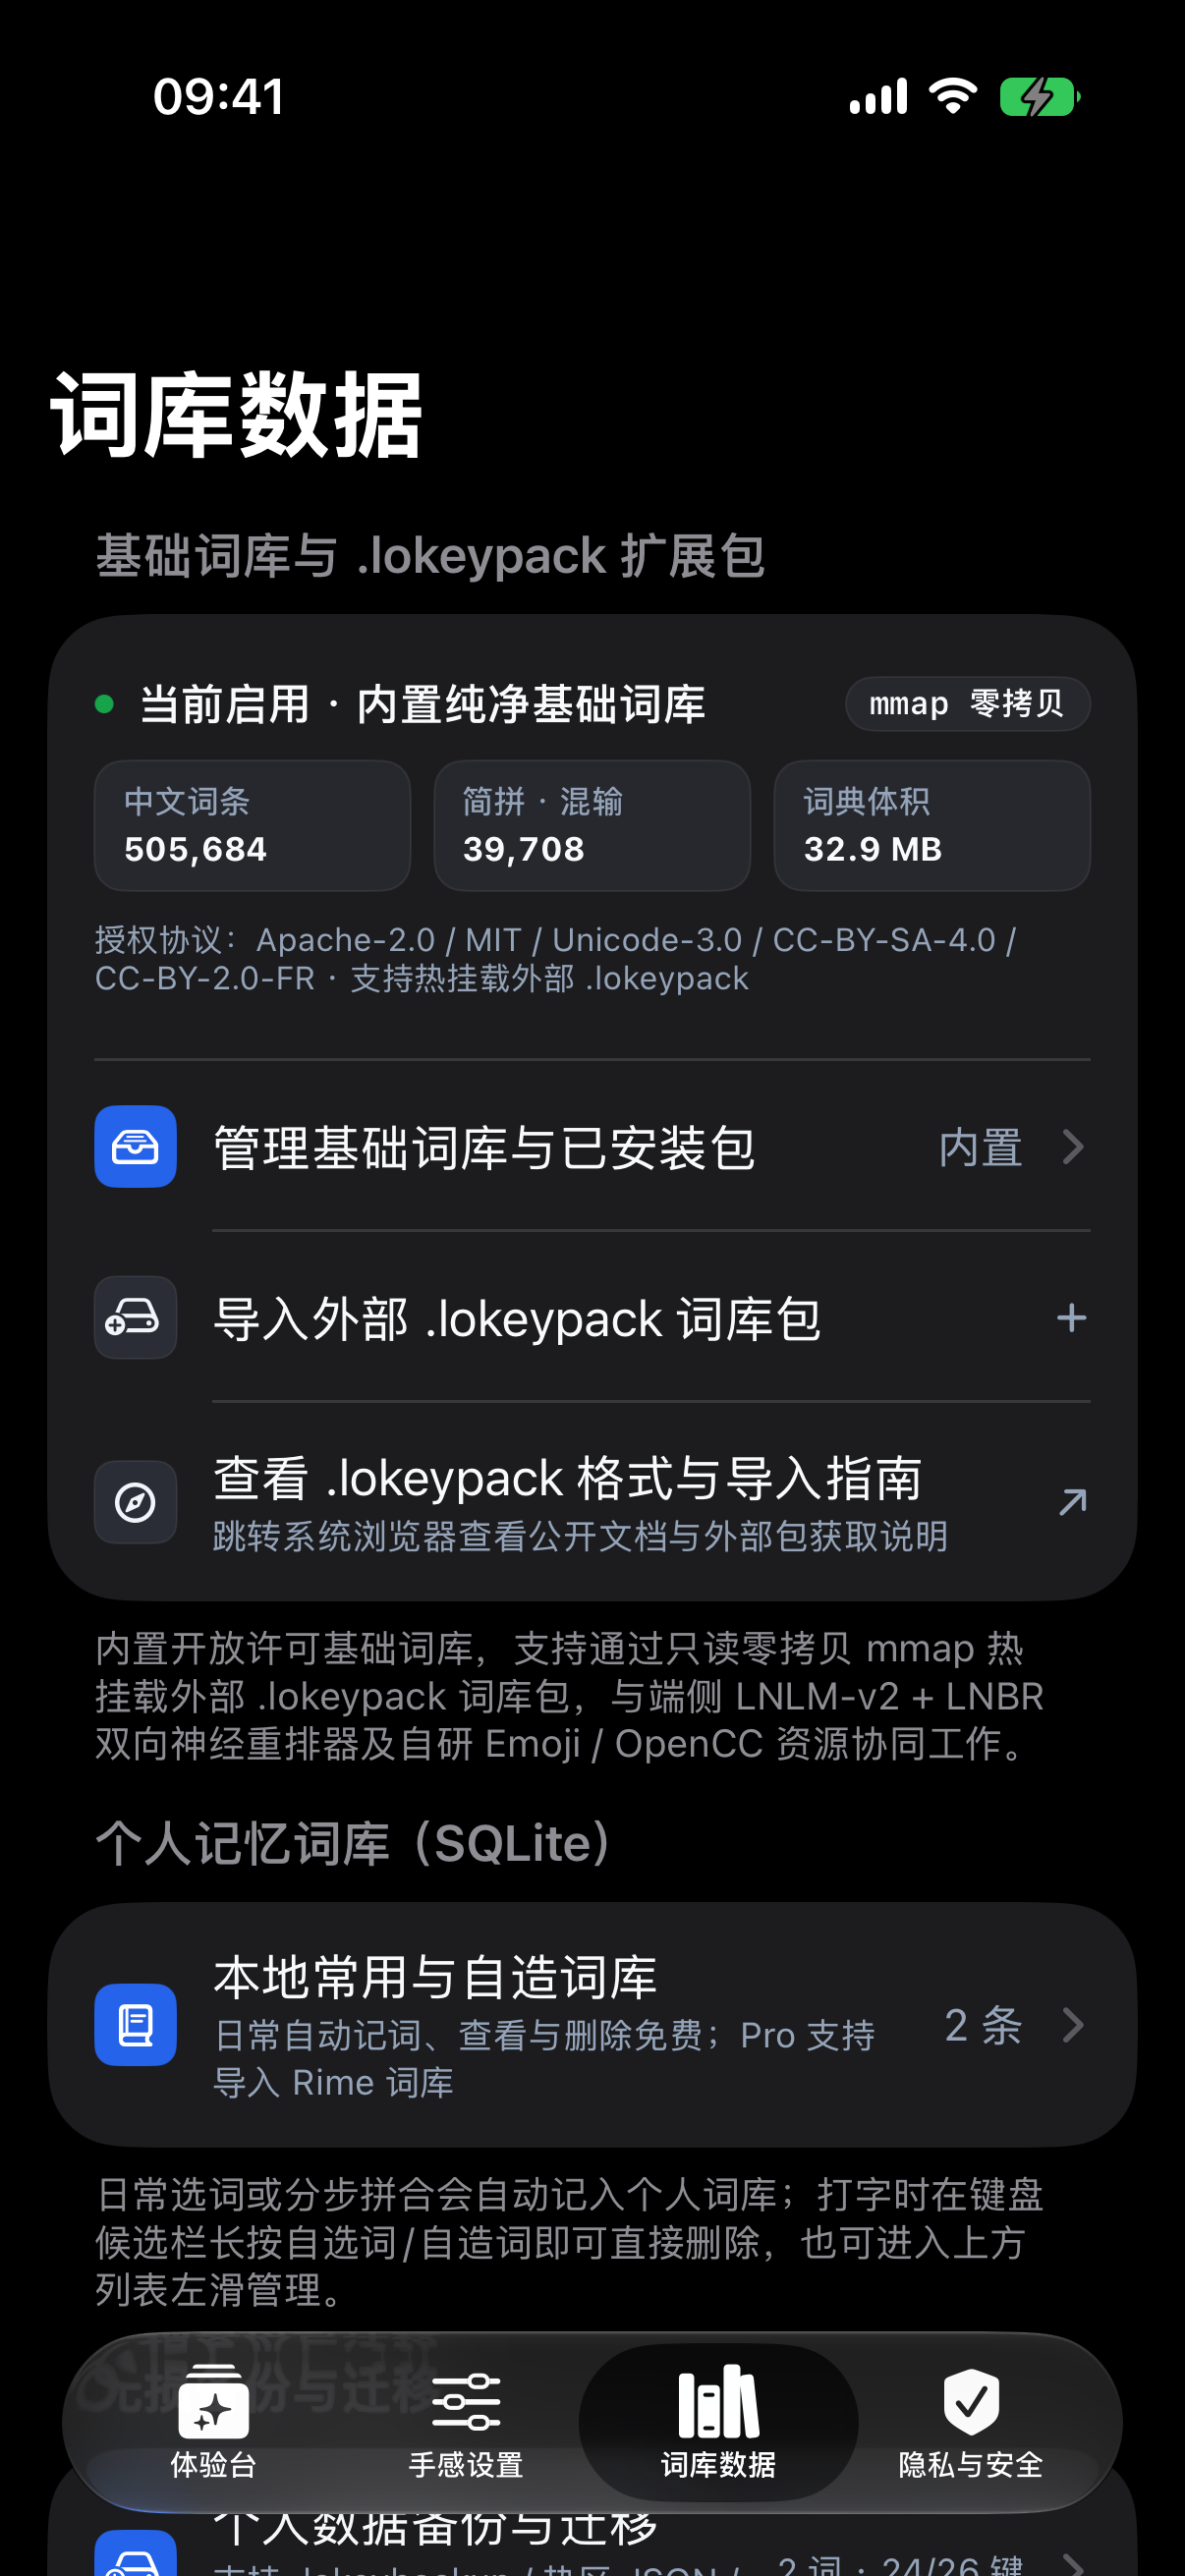 09:41
词库数据
基础词库与 .lokeypack 扩展包
当前启用 · 内置纯净基础词库
mmap 零拷贝
中文词条
505,684
简拼 · 混输
39,708
词典体积
32.9 MB
授权协议：Apache-2.0 / MIT / Unicode-3.0 / CC-BY-SA-4.0 /
CC-BY-2.0-FR · 支持热挂载外部 .lokeypack
管理基础词库与已安装包
内置
导入外部 .lokeypack 词库包
查看 .lokeypack 格式与导入指南
跳转系统浏览器查看公开文档与外部包获取说明
内置开放许可基础词库，支持通过只读零拷贝 mmap 热
挂载外部 .lokeypack 词库包，与端侧 LNLM-v2 + LNBR
双向神经重排器及自研 Emoji / OpenCC 资源协同工作。
个人记忆词库（SQLite）
本地常用与自造词库
日常自动记词、查看与删除免费；Pro 支持
导入 Rime 词库
2 条
日常选词或分步拼合会自动记入个人词库；打字时在键盘
候选栏长按自选词/自造词即可直接删除，也可进入上方
列表左滑管理。
体验台
手感设置
词库数据
隐私与安全
个人数据备份与迁移
2 词 · 24/26 键